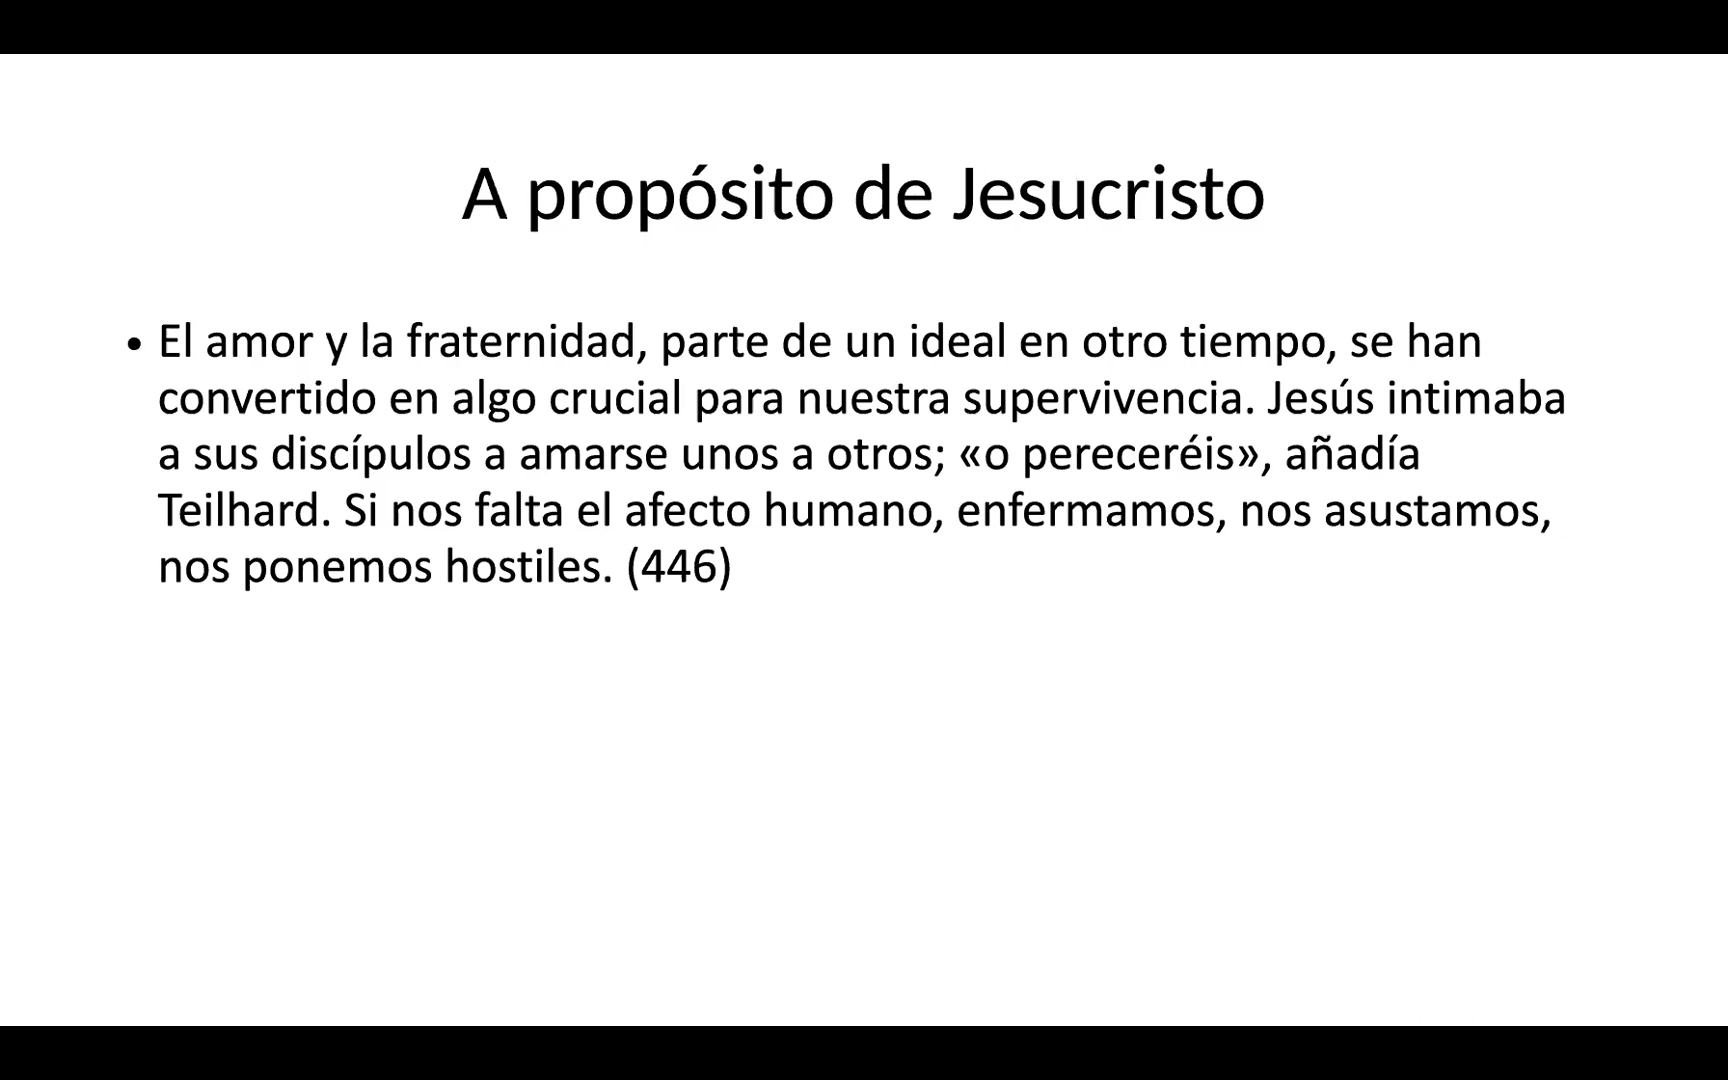 A propósito de Jesucristo
• El amor y la fraternidad, parte de un ideal en otro tiempo, se han
convertido en algo crucial para nuestra supervivencia. Jesús intimaba
a sus discípulos a amarse unos a otros; «o pereceréis», añadía
Teilhard. Si nos falta el afecto humano, enfermamos, nos asustamos,
nos ponemos hostiles. (446)